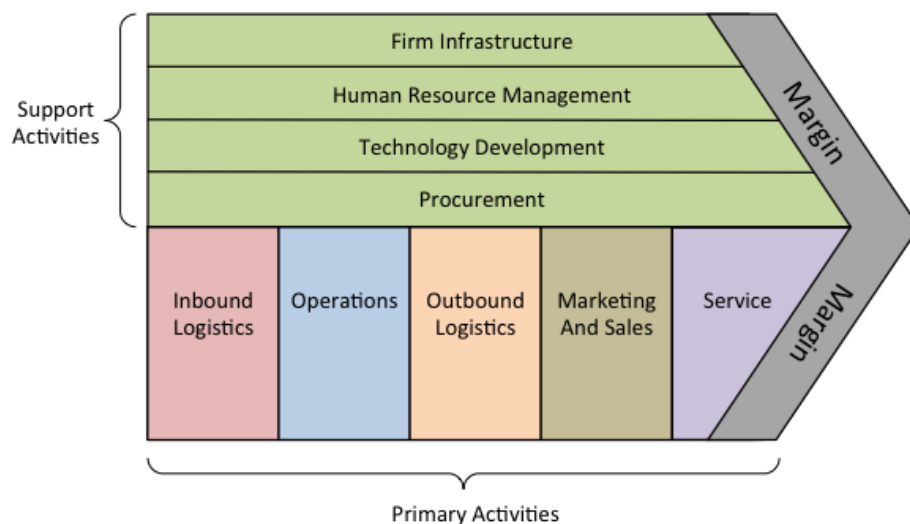 Firm Infrastructure
Human Resource Management
Technology Development
Procurement
Support
Activities
Margin
Inbound
Logistics
Operations
Outbound
Logistics
Marketing
And Sales
Service
Margin
Primary Activities